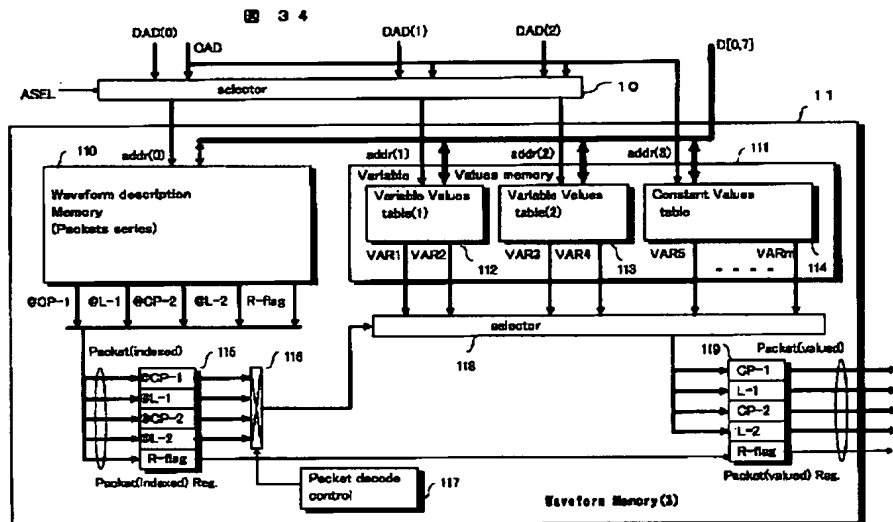 図 34
DAD(0)
OAD
DAD(1)
DAD(2)
D[0,7]
ASEL
selector
10
11
110
addr(0)
addr(1)
addr(2)
addr(3)
111
Variable Values memory
Waveform description
Memory
(Packets series)
Variable Values
table(1)
Variable Values
table(2)
Constant Values
table
VAR1
VAR2
112
VAR3
VAR4
113
VAR5
VARm
114
@CP-1
@L-1
@CP-2
@L-2
R-flag
selector
118
Packet(indexed)
115
116
119
Packet(valued)
@CP-1
@L-1
@CP-2
@L-2
R-flag
CP-1
L-1
CP-2
L-2
R-flag
Packet(indexed) Reg.
Packet(valued) Reg.
Packet decode
control
117
Waveform Memory(3)